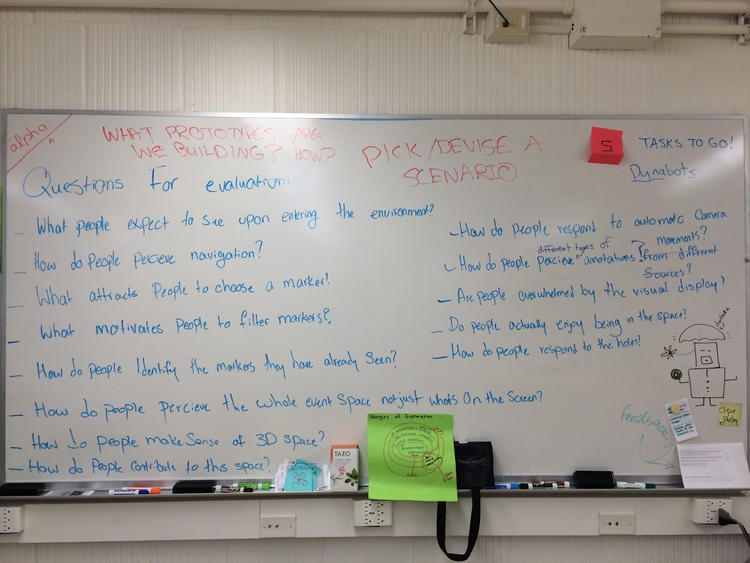 alpha
WHAT PROTOTYPES ARE
WE BUILDING? HOW?
PICK/DEVISE A
SCENARIO
5
TASKS TO GO!
Dynabots
Questions For evaluation:
— What people expect to see upon entering the environment?
— How do People percieve navigation?
— What attracts People to choose a marker?
— What motivates People to filter markers?
— How do people Identify the markers they have already seen?
— How do people percieve the whole event Space not just what's On the Screen?
— How do People make Sense of 3D space?
— How do People Contribute to this space?
— How do People respond to automatic Camera
movements?
different types of
— How do people percieve anotations from different
Sources?
— Are people overwhelmed by the visual display?
— Do people actually enjoy being in the space?
— How do people respond to the holes?
feedback
Stages of Exploration
TAZO